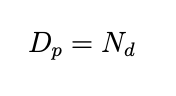 $D_p = N_d$